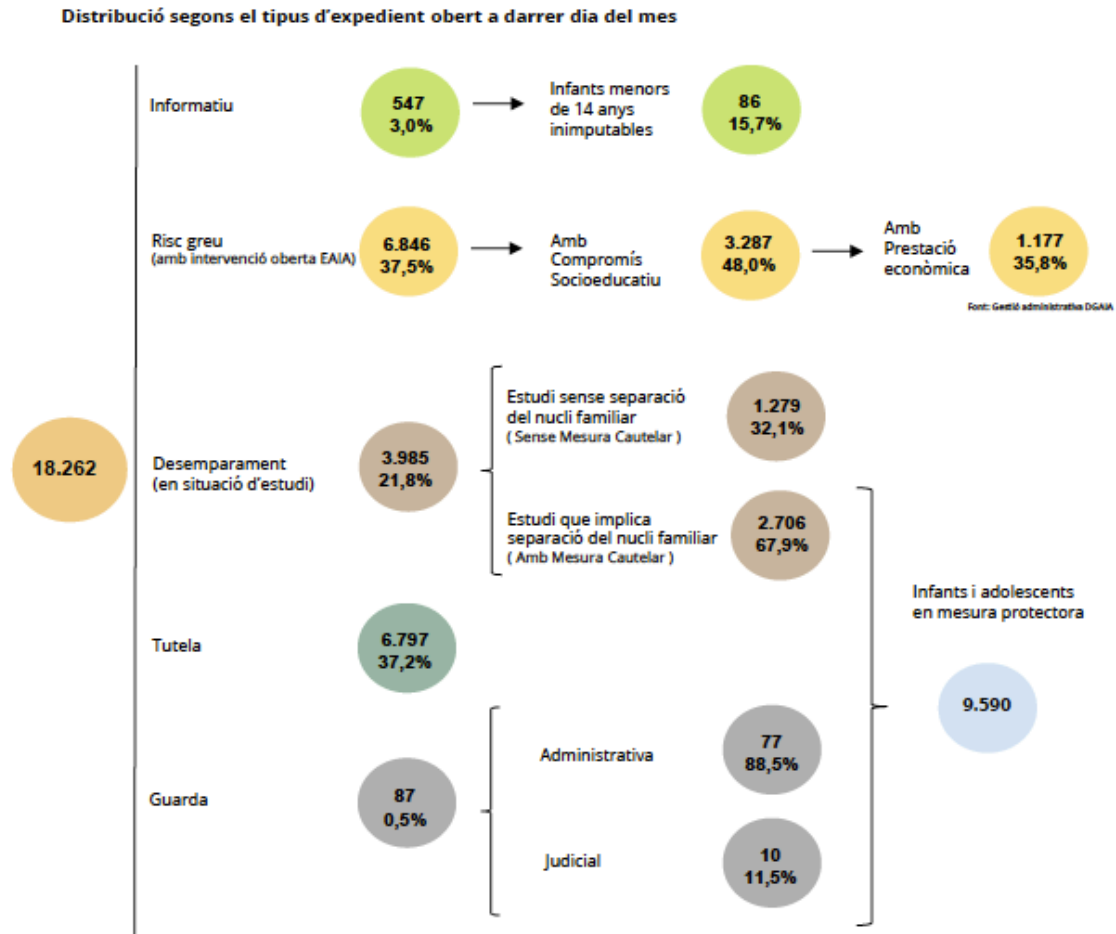 Distribució segons el tipus d'expedient obert a darrer dia del mes
Informatiu
547
3,0%
Infants menors
de 14 anys
inimputables
86
15,7%
Risc greu
(amb intervenció oberta EAIA)
6.846
37,5%
Amb
Compromís
Socioeducatiu
3.287
48,0%
Amb
Prestació
econòmica
1.177
35,8%
Font: Gestió administrativa DGAIA
18.262
Desemparament
(en situació d'estudi)
3.985
21,8%
Estudi sense separació
del nucli familiar
( Sense Mesura Cautelar )
1.279
32,1%
Estudi que implica
separació del nucli familiar
( Amb Mesura Cautelar )
2.706
67,9%
Tutela
6.797
37,2%
Guarda
87
0,5%
Administrativa
77
88,5%
Judicial
10
11,5%
Infants i adolescents
en mesura protectora
9.590